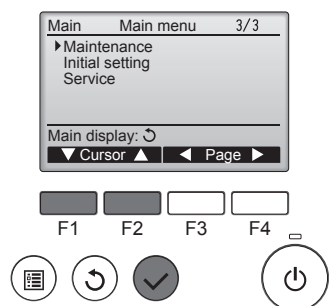 Main Main menu 3/3
Maintenance
Initial setting
Service
Main display:
Cursor Page
F1 F2 F3 F4